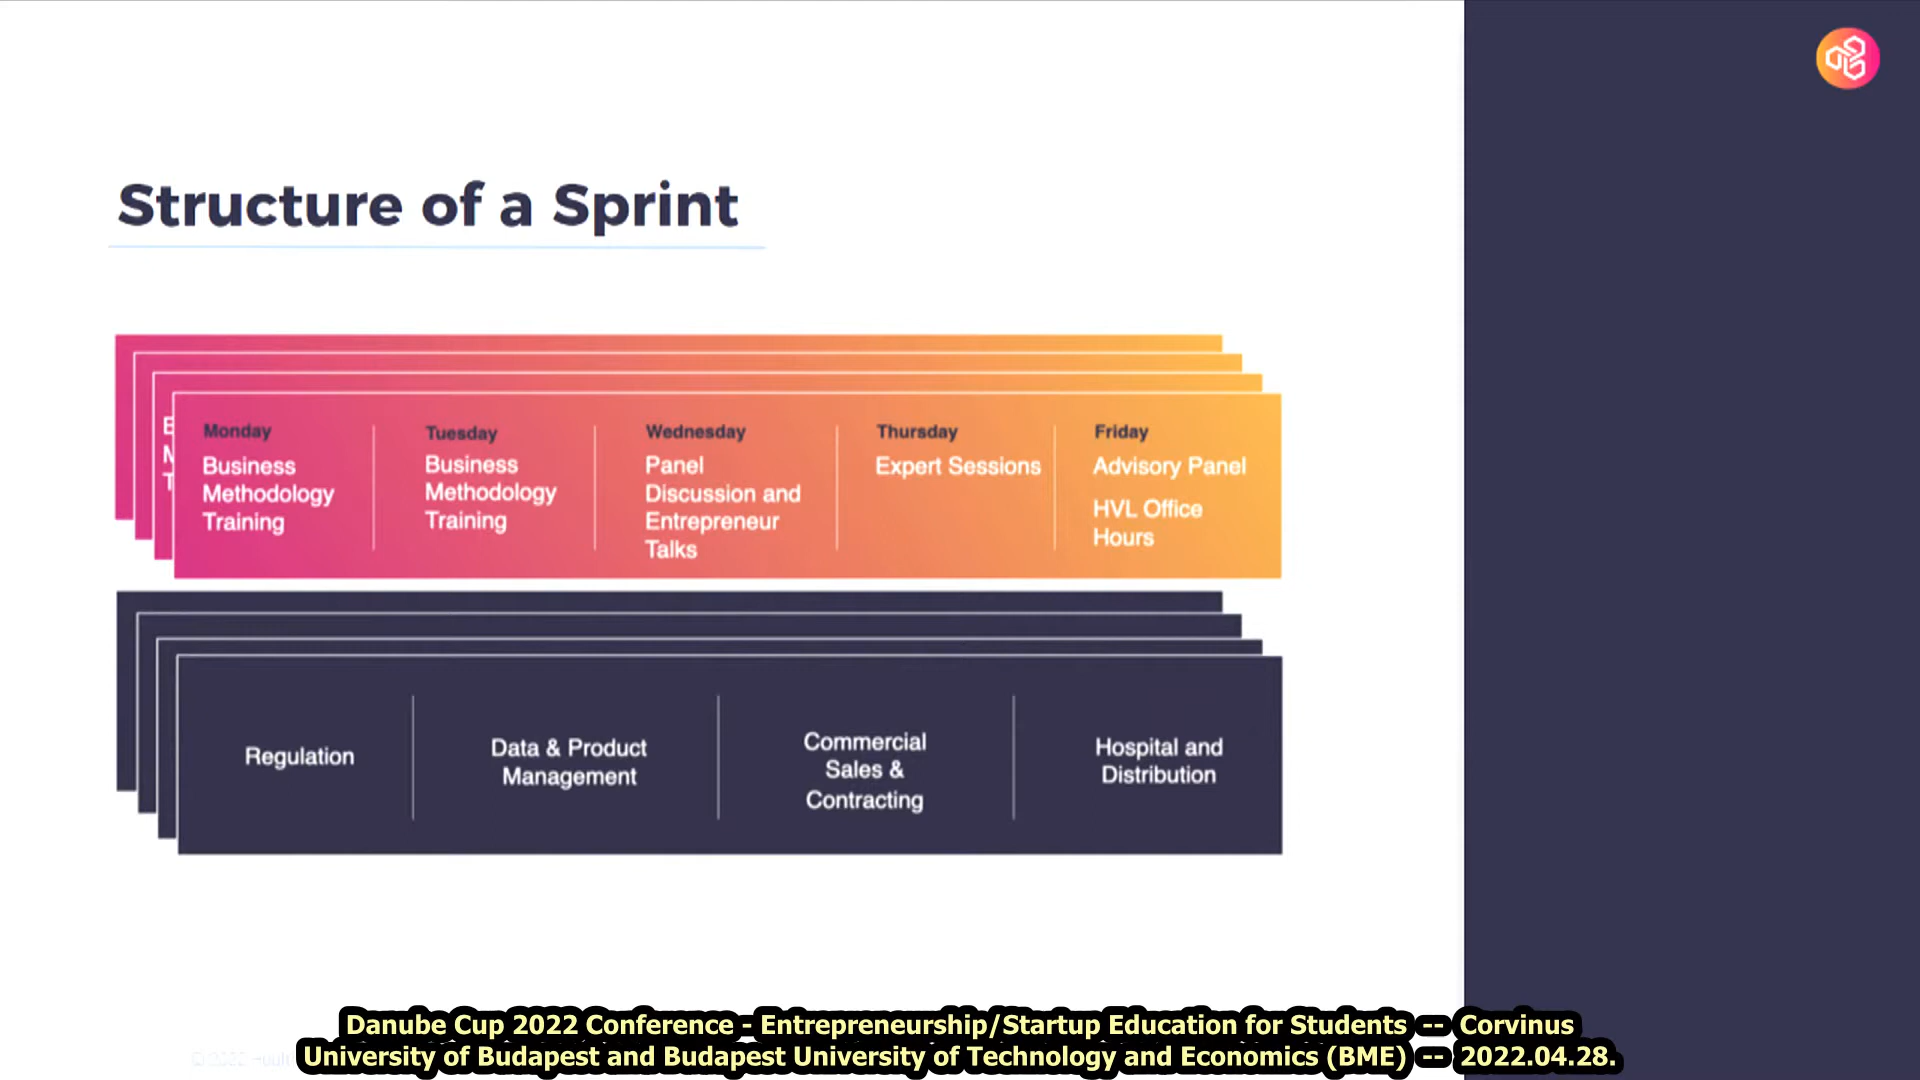 Structure of a Sprint
Monday
Business
Methodology
Training
Tuesday
Business
Methodology
Training
Wednesday
Panel
Discussion and
Entrepreneur
Talks
Thursday
Expert Sessions
Friday
Advisory Panel
HVL Office
Hours
Regulation
Data & Product
Management
Commercial
Sales &
Contracting
Hospital and
Distribution
Danube Cup 2022 Conference - Entrepreneurship/Startup Education for Students -- Corvinus
University of Budapest and Budapest University of Technology and Economics (BME) -- 2022.04.28.